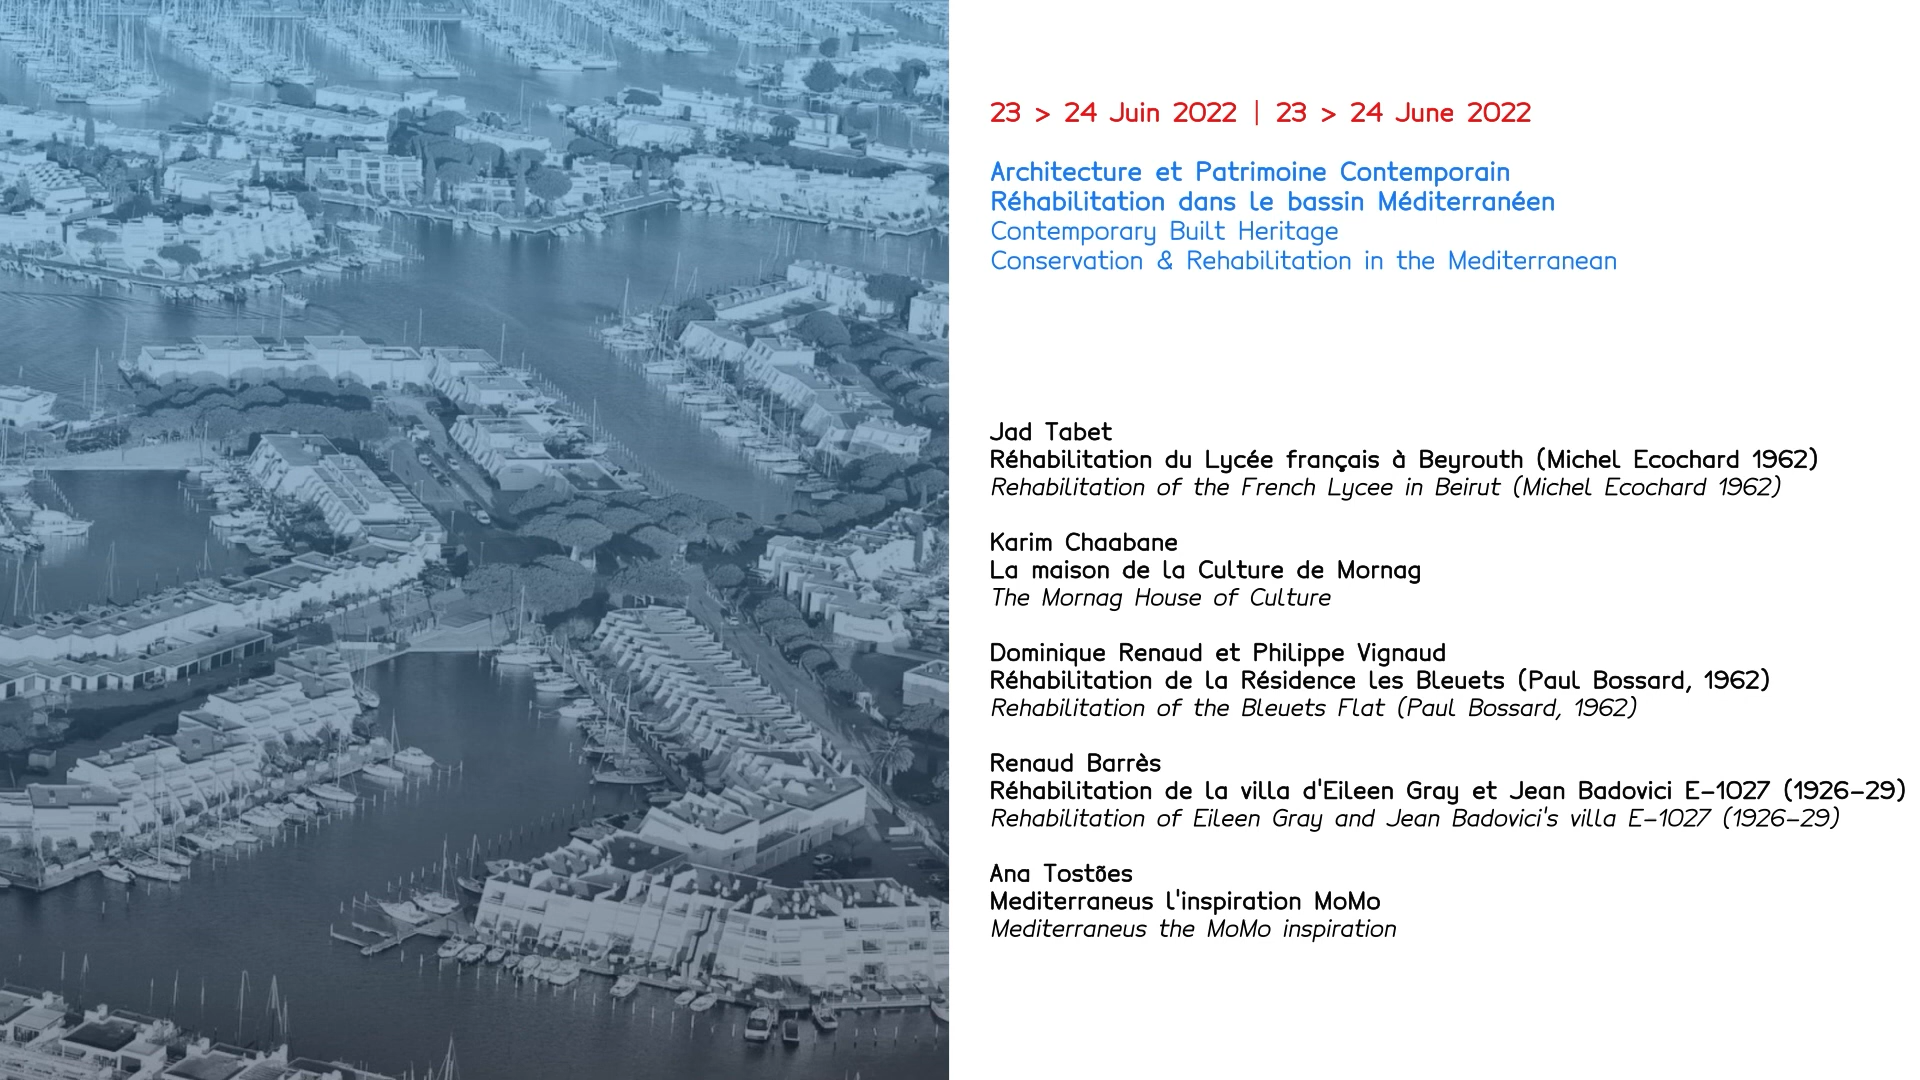 23 > 24 Juin 2022 | 23 > 24 June 2022
Architecture et Patrimoine Contemporain
Réhabilitation dans le bassin Méditerranéen
Contemporary Built Heritage
Conservation & Rehabilitation in the Mediterranean
Jad Tabet
Réhabilitation du Lycée français à Beyrouth (Michel Ecochard 1962)
Rehabilitation of the French Lycee in Beirut (Michel Ecochard 1962)
Karim Chaabane
La maison de la Culture de Mornag
The Mornag House of Culture
Dominique Renaud et Philippe Vignaud
Réhabilitation de la Résidence les Bleuets (Paul Bossard, 1962)
Rehabilitation of the Bleuets Flat (Paul Bossard, 1962)
Renaud Barrès
Réhabilitation de la villa d'Eileen Gray et Jean Badovici E-1027 (1926-29)
Rehabilitation of Eileen Gray and Jean Badovici's villa E-1027 (1926-29)
Ana Tostões
Mediterraneus l'inspiration MoMo
Mediterraneus the MoMo inspiration